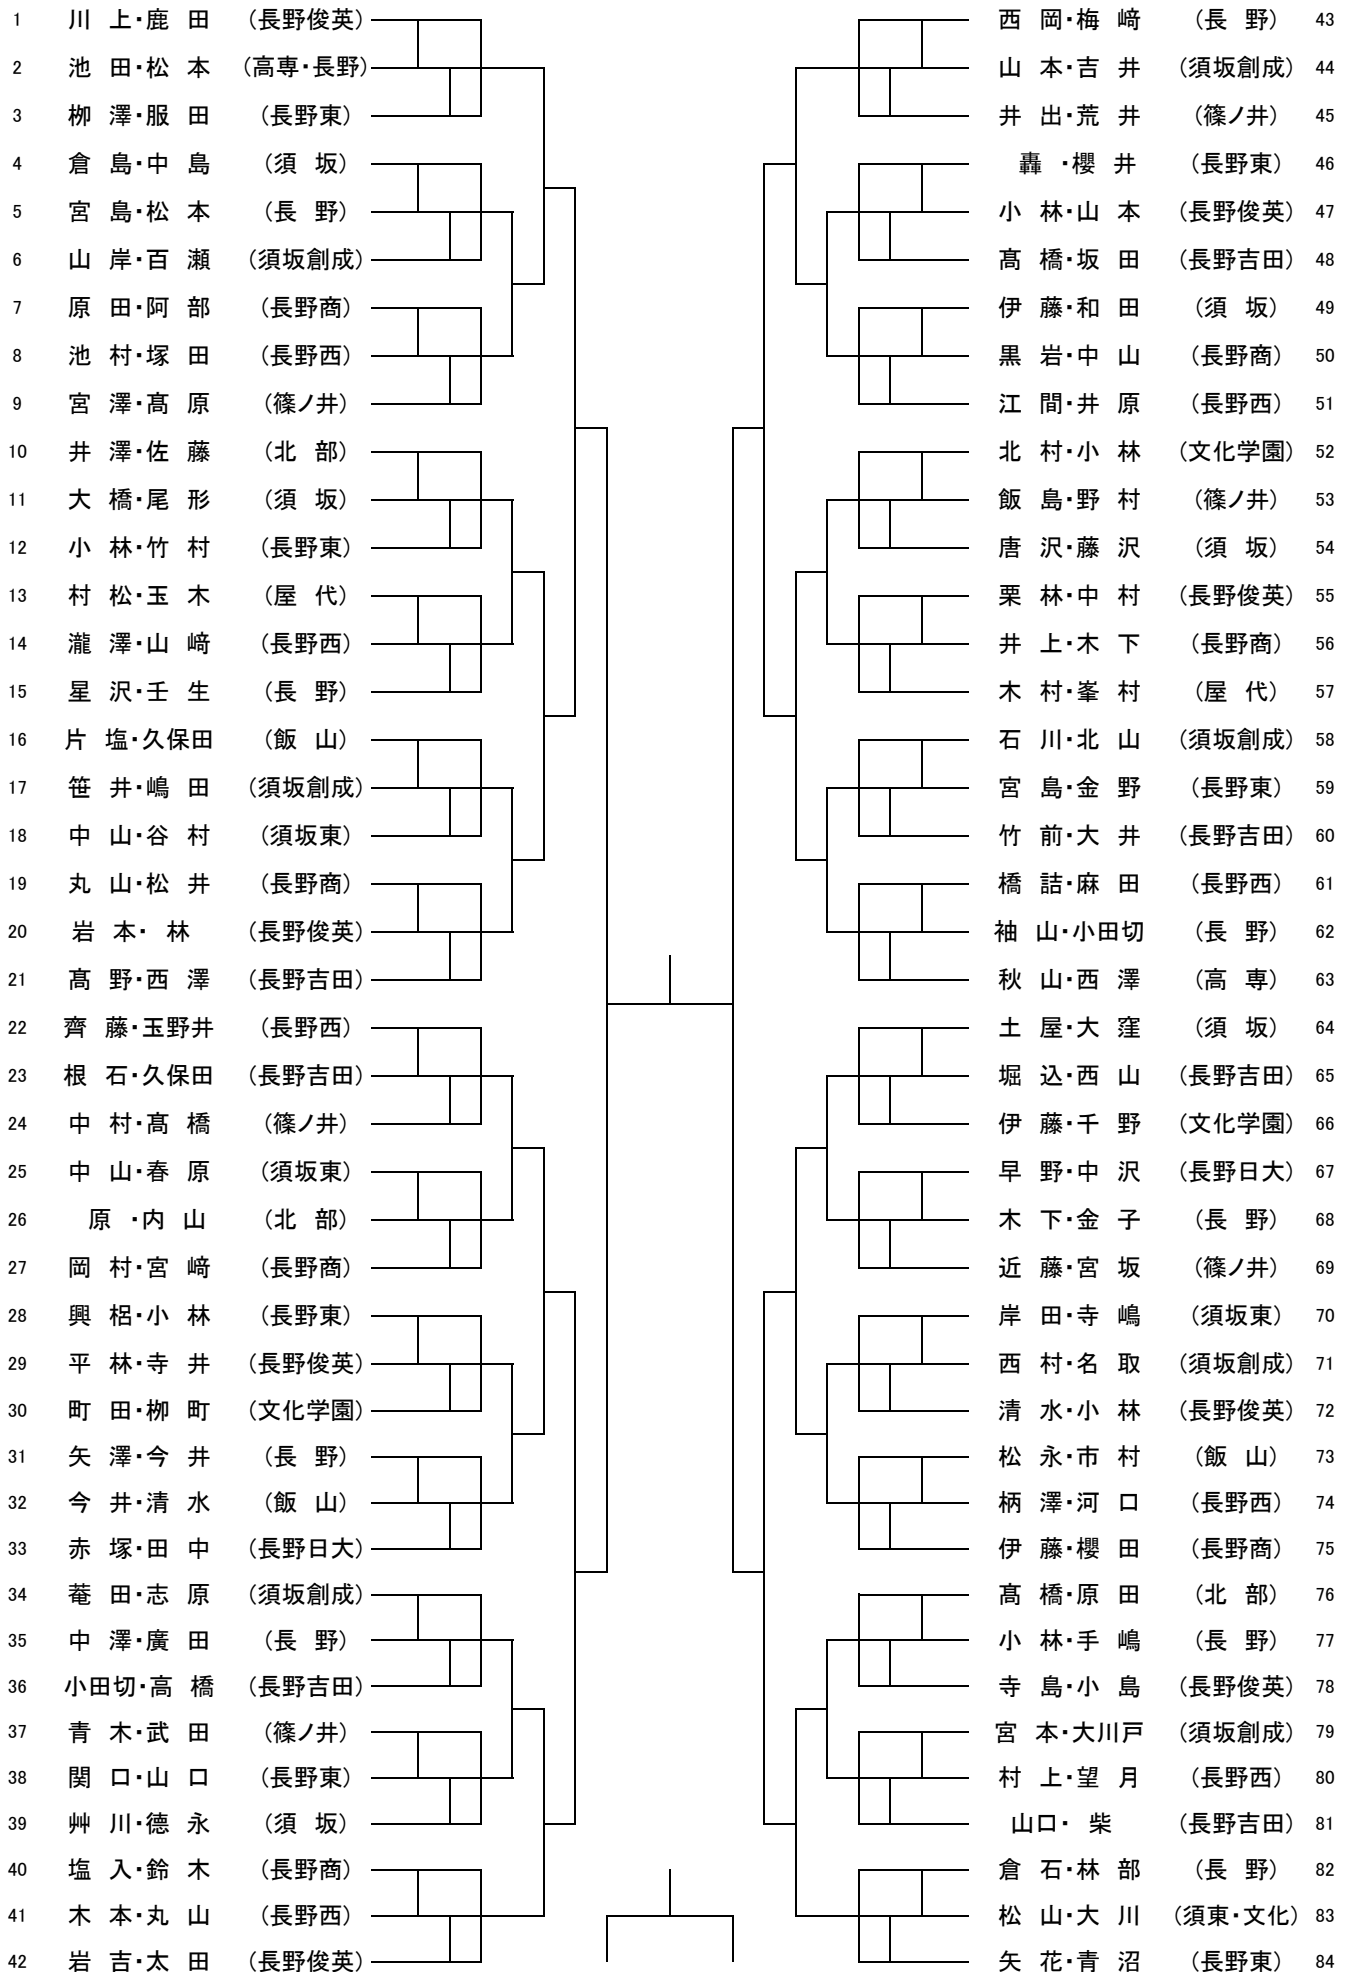 1 川 上・鹿 田 (長野俊英)
2 池 田・松 本 (高専・長野)
3 栁 澤・服 田 (長野東)
4 倉 島・中 島 (須 坂)
5 宮 島・松 本 (長 野)
6 山 岸・百 瀬 (須坂創成)
7 原 田・阿 部 (長野商)
8 池 村・塚 田 (長野西)
9 宮 澤・髙 原 (篠ノ井)
10 井 澤・佐 藤 (北 部)
11 大 橋・尾 形 (須 坂)
12 小 林・竹 村 (長野東)
13 村 松・玉 木 (屋 代)
14 瀧 澤・山 﨑 (長野西)
15 星 沢・壬 生 (長 野)
16 片 塩・久保田 (飯 山)
17 笹 井・嶋 田 (須坂創成)
18 中 山・谷 村 (須坂東)
19 丸 山・松 井 (長野商)
20 岩 本・ 林 (長野俊英)
21 髙 野・西 澤 (長野吉田)
22 齊 藤・玉野井 (長野西)
23 根 石・久保田 (長野吉田)
24 中 村・髙 橋 (篠ノ井)
25 中 山・春 原 (須坂東)
26 原 ・内 山 (北 部)
27 岡 村・宮 﨑 (長野商)
28 興 梠・小 林 (長野東)
29 平 林・寺 井 (長野俊英)
30 町 田・栁 町 (文化学園)
31 矢 澤・今 井 (長 野)
32 今 井・清 水 (飯 山)
33 赤 塚・田 中 (長野日大)
34 菴 田・志 原 (須坂創成)
35 中 澤・廣 田 (長 野)
36 小田切・高 橋 (長野吉田)
37 青 木・武 田 (篠ノ井)
38 関 口・山 口 (長野東)
39 艸 川・德 永 (須 坂)
40 塩 入・鈴 木 (長野商)
41 木 本・丸 山 (長野西)
42 岩 吉・太 田 (長野俊英)
西 岡・梅 﨑 (長 野) 43
山 本・吉 井 (須坂創成) 44
井 出・荒 井 (篠ノ井) 45
轟 ・櫻 井 (長野東) 46
小 林・山 本 (長野俊英) 47
髙 橋・坂 田 (長野吉田) 48
伊 藤・和 田 (須 坂) 49
黒 岩・中 山 (長野商) 50
江 間・井 原 (長野西) 51
北 村・小 林 (文化学園) 52
飯 島・野 村 (篠ノ井) 53
唐 沢・藤 沢 (須 坂) 54
栗 林・中 村 (長野俊英) 55
井 上・木 下 (長野商) 56
木 村・峯 村 (屋 代) 57
石 川・北 山 (須坂創成) 58
宮 島・金 野 (長野東) 59
竹 前・大 井 (長野吉田) 60
橋 詰・麻 田 (長野西) 61
袖 山・小田切 (長 野) 62
秋 山・西 澤 (高 専) 63
土 屋・大 窪 (須 坂) 64
堀 込・西 山 (長野吉田) 65
伊 藤・千 野 (文化学園) 66
早 野・中 沢 (長野日大) 67
木 下・金 子 (長 野) 68
近 藤・宮 坂 (篠ノ井) 69
岸 田・寺 嶋 (須坂東) 70
西 村・名 取 (須坂創成) 71
清 水・小 林 (長野俊英) 72
松 永・市 村 (飯 山) 73
柄 澤・河 口 (長野西) 74
伊 藤・櫻 田 (長野商) 75
髙 橋・原 田 (北 部) 76
小 林・手 嶋 (長 野) 77
寺 島・小 島 (長野俊英) 78
宮 本・大川戸 (須坂創成) 79
村 上・望 月 (長野西) 80
山口・ 柴 (長野吉田) 81
倉 石・林 部 (長 野) 82
松 山・大 川 (須東・文化) 83
矢 花・青 沼 (長野東) 84